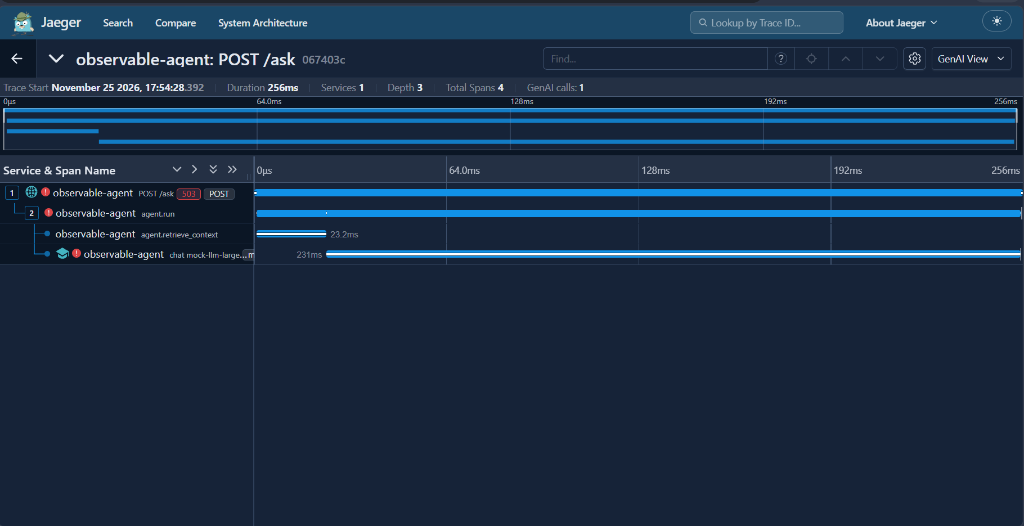 Jaeger Search Compare System Architecture Lookup by Trace ID... About Jaeger
observable-agent: POST /ask 067403c Find... ? GenAI View
Trace Start November 25 2026, 17:54:28.392 Duration 256ms Services 1 Depth 3 Total Spans 4 GenAI calls: 1
0μs 64.0ms 128ms 192ms 256ms
Service & Span Name 0μs 64.0ms 128ms 192ms 256ms
1 observable-agent POST /ask 503 POST
2 observable-agent agent.run
observable-agent agent.retrieve_context 23.2ms
observable-agent chat mock-llm-large... m 231ms